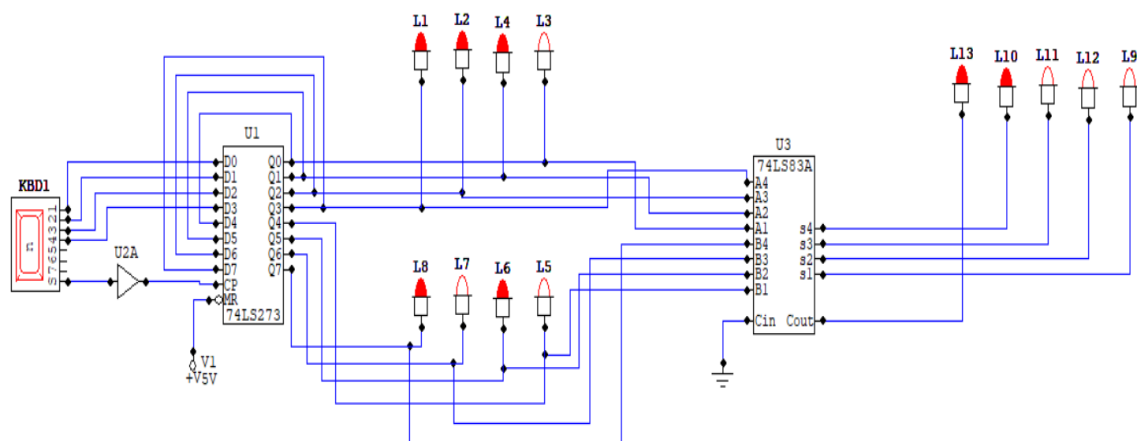 L1 L2 L4 L3
L13 L10 L11 L12 L9
U1
U3
D0 Q0
D1 Q1
D2 Q2
D3 Q3
D4 Q4
D5 Q5
D6 Q6
D7 Q7
CP
MR
74LS273
74LS83A
A4
A3
A2
A1 s4
B4 s3
B3 s2
B2 s1
B1
Cin Cout
KBD1
S7654321
U2A
L8 L7 L6 L5
V1
+V5V